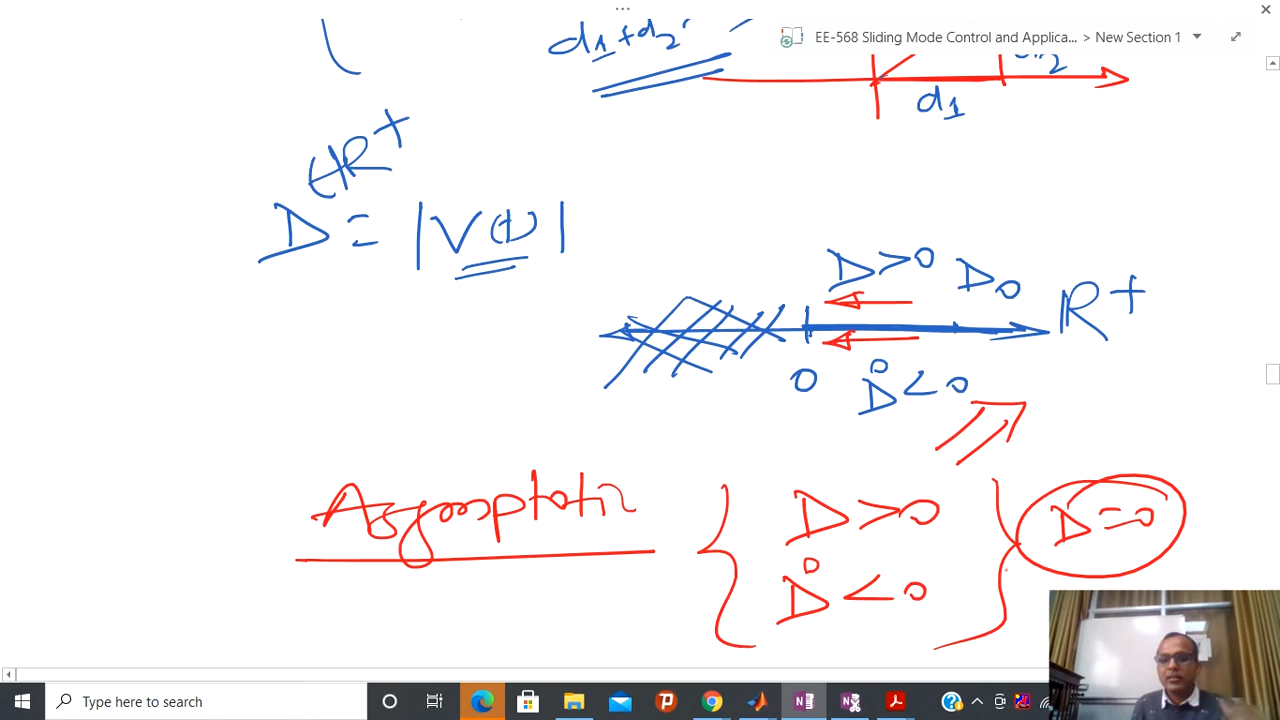 EE-568 Sliding Mode Control and Applica... > New Section 1
d1+d2
d1
D = |V(t)|
∈ℝ+
D>0 D0
ℝ+
0 Ḋ<0
Asymptotic { D>0 } D=0
Ḋ<0
Type here to search